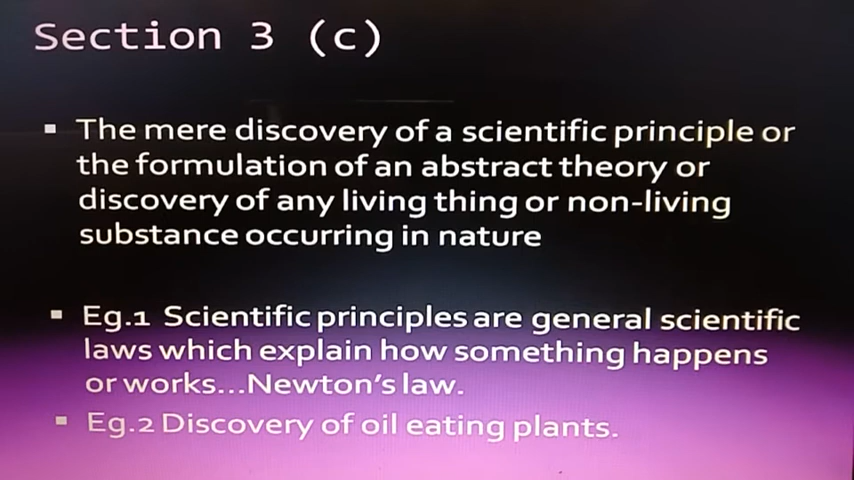 Section 3 (c)
The mere discovery of a scientific principle or
the formulation of an abstract theory or
discovery of any living thing or non-living
substance occurring in nature
Eg.1 Scientific principles are general scientific
laws which explain how something happens
or works...Newton's law.
Eg.2 Discovery of oil eating plants.